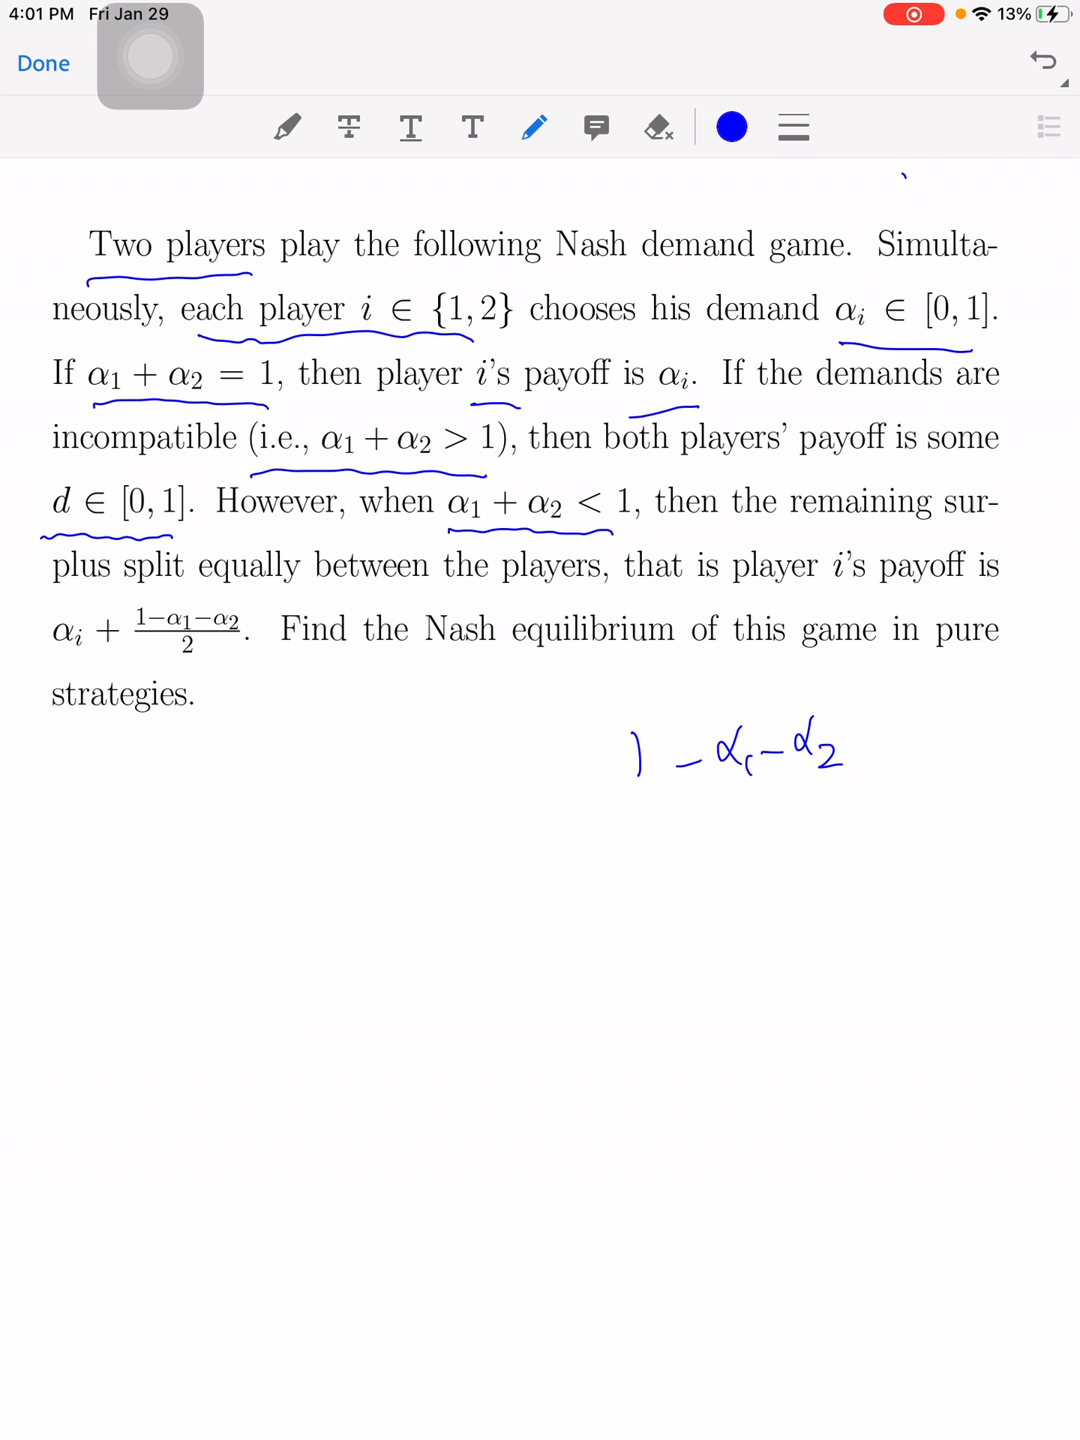 4:01 PM Fri Jan 29
13%
Done
T T T
Two players play the following Nash demand game. Simulta-
neously, each player i ∈ {1, 2} chooses his demand α₁ ∈ [0, 1].
If α₁ + α₂ = 1, then player i's payoff is αᵢ. If the demands are
incompatible (i.e., α₁ + α₂ > 1), then both players' payoff is some
d ∈ [0, 1]. However, when α₁ + α₂ < 1, then the remaining sur-
plus split equally between the players, that is player i's payoff is
αᵢ + (1−α₁−α₂)/2. Find the Nash equilibrium of this game in pure
strategies.
1 − α₁ − α₂